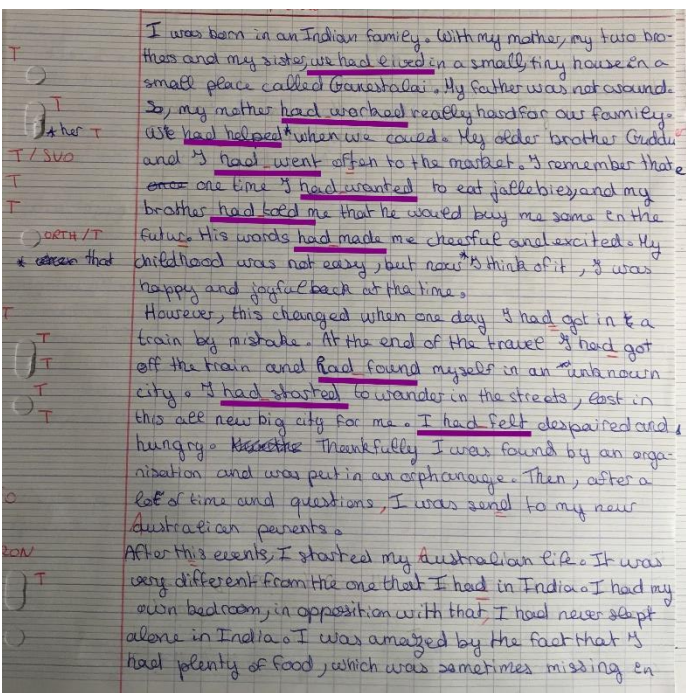 I was born in an Indian family. With my mother, my two bro-
T thers and my sister, we had lived in a small, tiny house in a
small place called Ganestalai. My father was not around.
T So, my mother had worked really hard for our family.
* her T We had helped* when we could. My older brother Guddu
T / SVO and I had went often to the market. I remember that
T one time I had wanted to eat jallebies, and my
T brother had told me that he would buy me some in the
ORTH / T futur. His words had made me cheerful and excited. My
* that childhood was not easy, but now* I think of it, I was
happy and joyful back at tha time.
T However, this changed when one day I had got in a
T train by mistake. At the end of the travel I had got
T off the train and had found myself in an unknown
T city. I had started to wander in the streets, lost in
T this all new big city for me. I had felt despaired and
hungry. Thankfully I was found by an orga-
nisation and was put in an orphanage. Then, after a
lot of time and questions, I was send to my new
Australian parents.
After this events, I started my Australian life. It was
T very different from the one that I had in India. I had my
own bedroom, in opposition with that, I had never slept
alone in India. I was amazed by the fact that I
had plenty of food, which was sometimes missing in